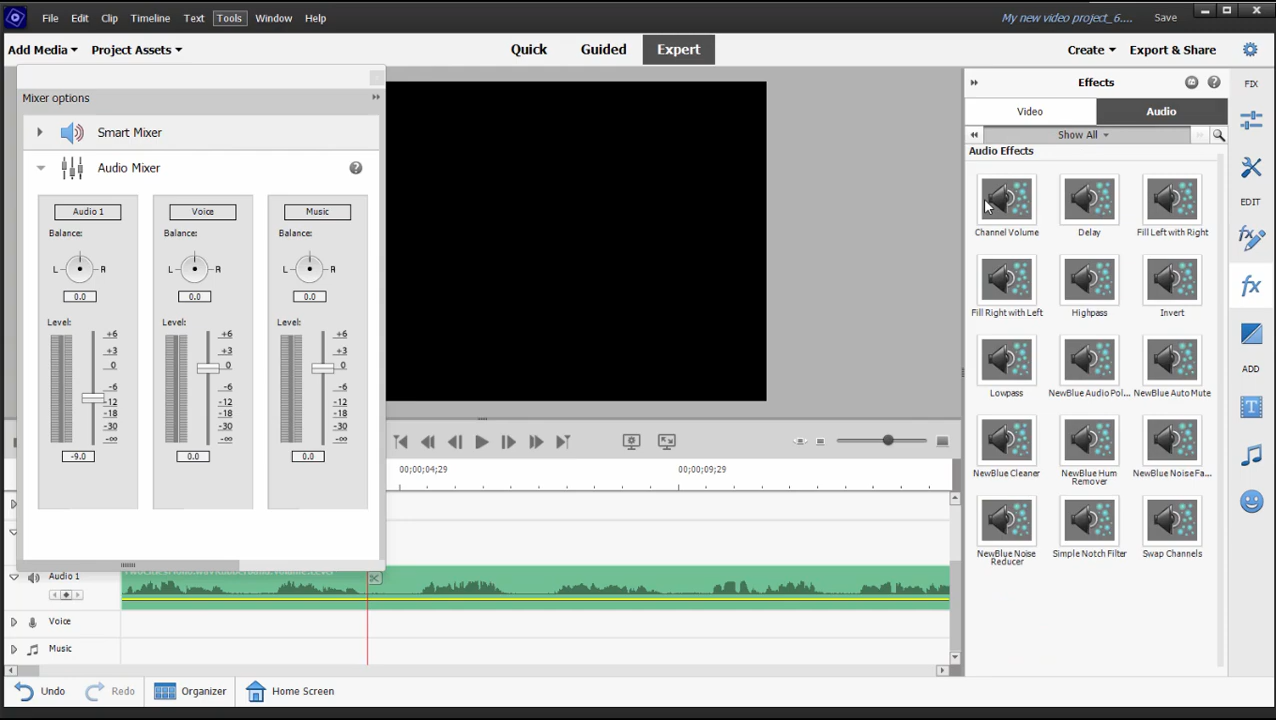 File Edit Clip Timeline Text Tools Window Help
My new video project_6.... Save
Add Media Project Assets
Quick Guided Expert
Create Export & Share
Mixer options
Smart Mixer
Audio Mixer
Audio 1 Voice Music
Balance: Balance: Balance:
L R L R L R
0.0 0.0 0.0
Level: Level: Level:
+6 +6 +6
+3 +3 +3
0 0 0
-6 -6 -6
-12 -12 -12
-18 -18 -18
-30 -30 -30
-∞ -∞ -∞
-9.0 0.0 0.0
Effects
Video Audio
Show All
Audio Effects
Channel Volume Delay Fill Left with Right
Fill Right with Left Highpass Invert
Lowpass NewBlue Audio Pol... NewBlue Auto Mute
NewBlue Cleaner NewBlue Hum Remover NewBlue Noise Fa...
NewBlue Noise Reducer Simple Notch Filter Swap Channels
FIX
EDIT
fx
ADD
T
00;00;04;29 00;00;09;29
Audio 1
Voice
Music
Undo Redo Organizer Home Screen